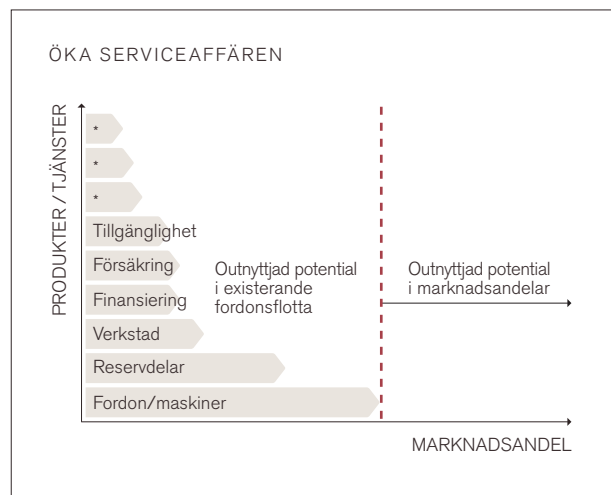 ÖKA SERVICEAFFÄREN
PRODUKTER / TJÄNSTER
*
*
*
Tillgänglighet
Försäkring
Finansiering
Verkstad
Reservdelar
Fordon/maskiner
Outnyttjad potential
i existerande
fordonsflotta
Outnyttjad potential
i marknadsandelar
MARKNADSANDEL